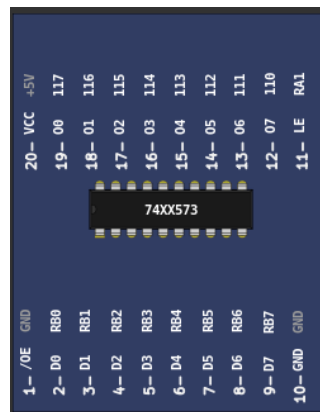 +5V 117 116 115 114 113 112 111 110 RA1
20– VCC 19– O0 18– O1 17– O2 16– O3 15– O4 14– O5 13– O6 12– O7 11– LE
74XX573
GND RB0 RB1 RB2 RB3 RB4 RB5 RB6 RB7 GND
1– /OE 2– D0 3– D1 4– D2 5– D3 6– D4 7– D5 8– D6 9– D7 10– GND